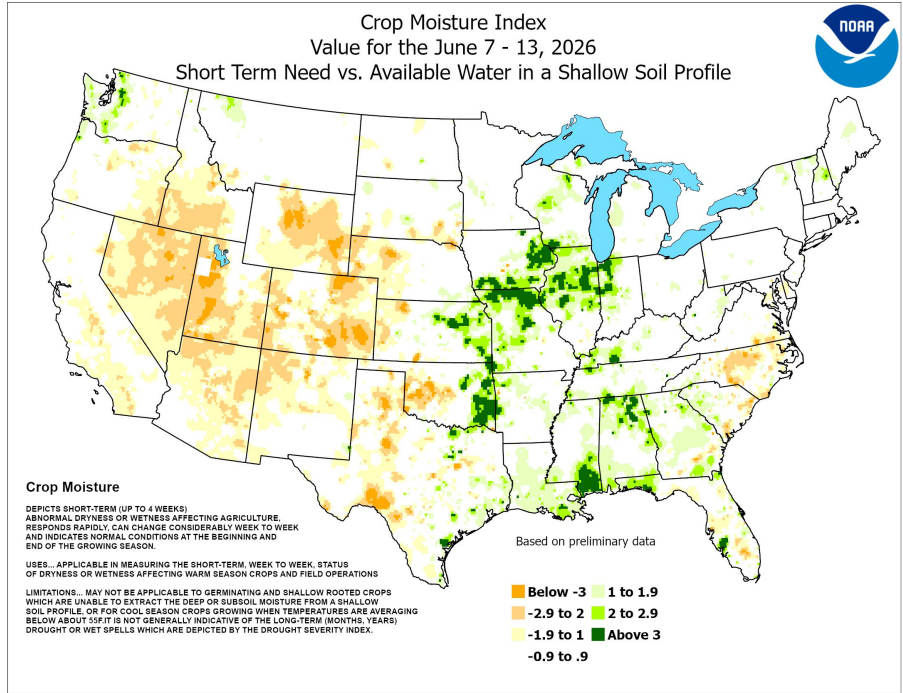 Crop Moisture Index
Value for the June 7 - 13, 2026
Short Term Need vs. Available Water in a Shallow Soil Profile
NOAA
Crop Moisture
DEPICTS SHORT-TERM (UP TO 4 WEEKS)
ABNORMAL DRYNESS OR WETNESS AFFECTING AGRICULTURE,
RESPONDS RAPIDLY, CAN CHANGE CONSIDERABLY WEEK TO WEEK
AND INDICATES NORMAL CONDITIONS AT THE BEGINNING AND
END OF THE GROWING SEASON.
USES... APPLICABLE IN MEASURING THE SHORT-TERM, WEEK TO WEEK, STATUS
OF DRYNESS OR WETNESS AFFECTING WARM SEASON CROPS AND FIELD OPERATIONS
LIMITATIONS... MAY NOT BE APPLICABLE TO GERMINATING AND SHALLOW ROOTED CROPS
WHICH ARE UNABLE TO EXTRACT THE DEEP OR SUBSOIL MOISTURE FROM A SHALLOW
SOIL PROFILE, OR FOR COOL SEASON CROPS GROWING WHEN TEMPERATURES ARE AVERAGING
BELOW ABOUT 55F.IT IS NOT GENERALLY INDICATIVE OF THE LONG-TERM (MONTHS, YEARS)
DROUGHT OR WET SPELLS WHICH ARE DEPICTED BY THE DROUGHT SEVERITY INDEX.
Based on preliminary data
Below -3
-2.9 to 2
-1.9 to 1
-0.9 to .9
1 to 1.9
2 to 2.9
Above 3